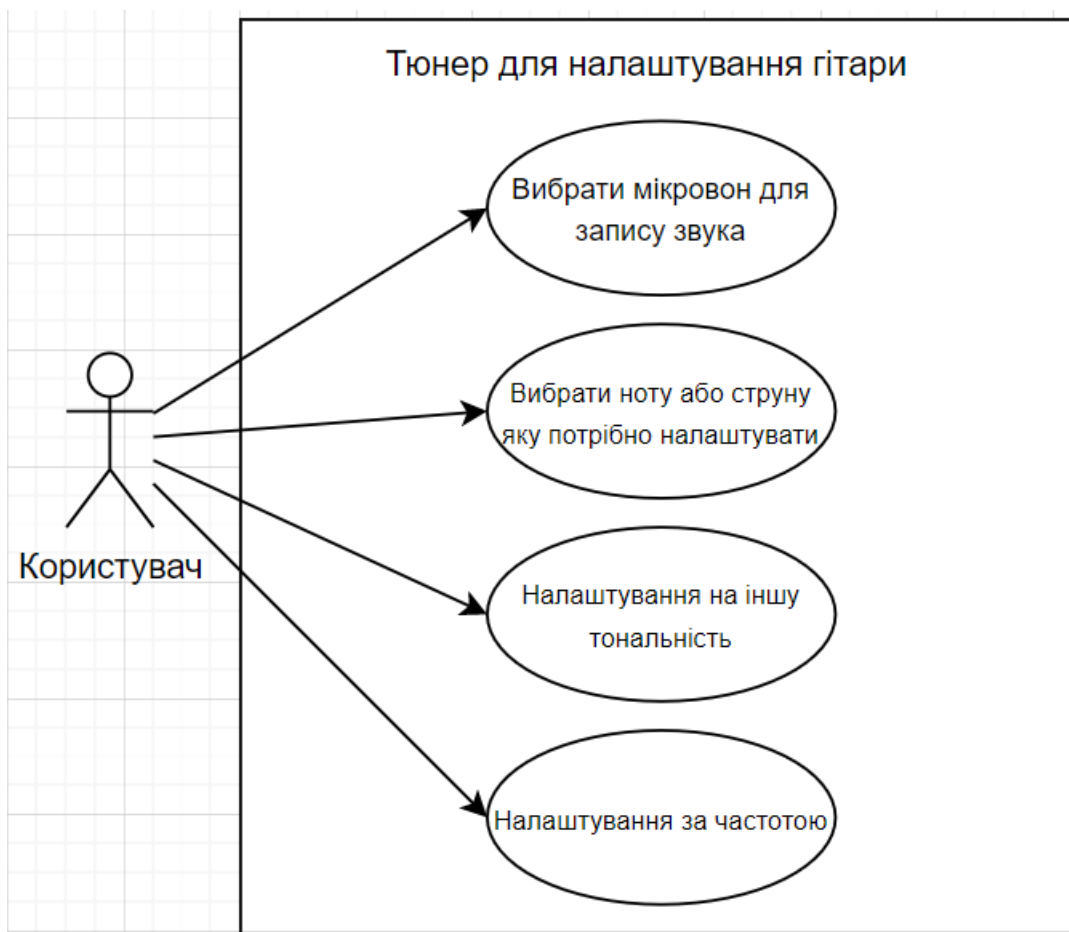 Тюнер для налаштування гітари
Вибрати мікровон для
запису звука
Вибрати ноту або струну
яку потрібно налаштувати
Користувач
Налаштування на іншу
тональність
Налаштування за частотою